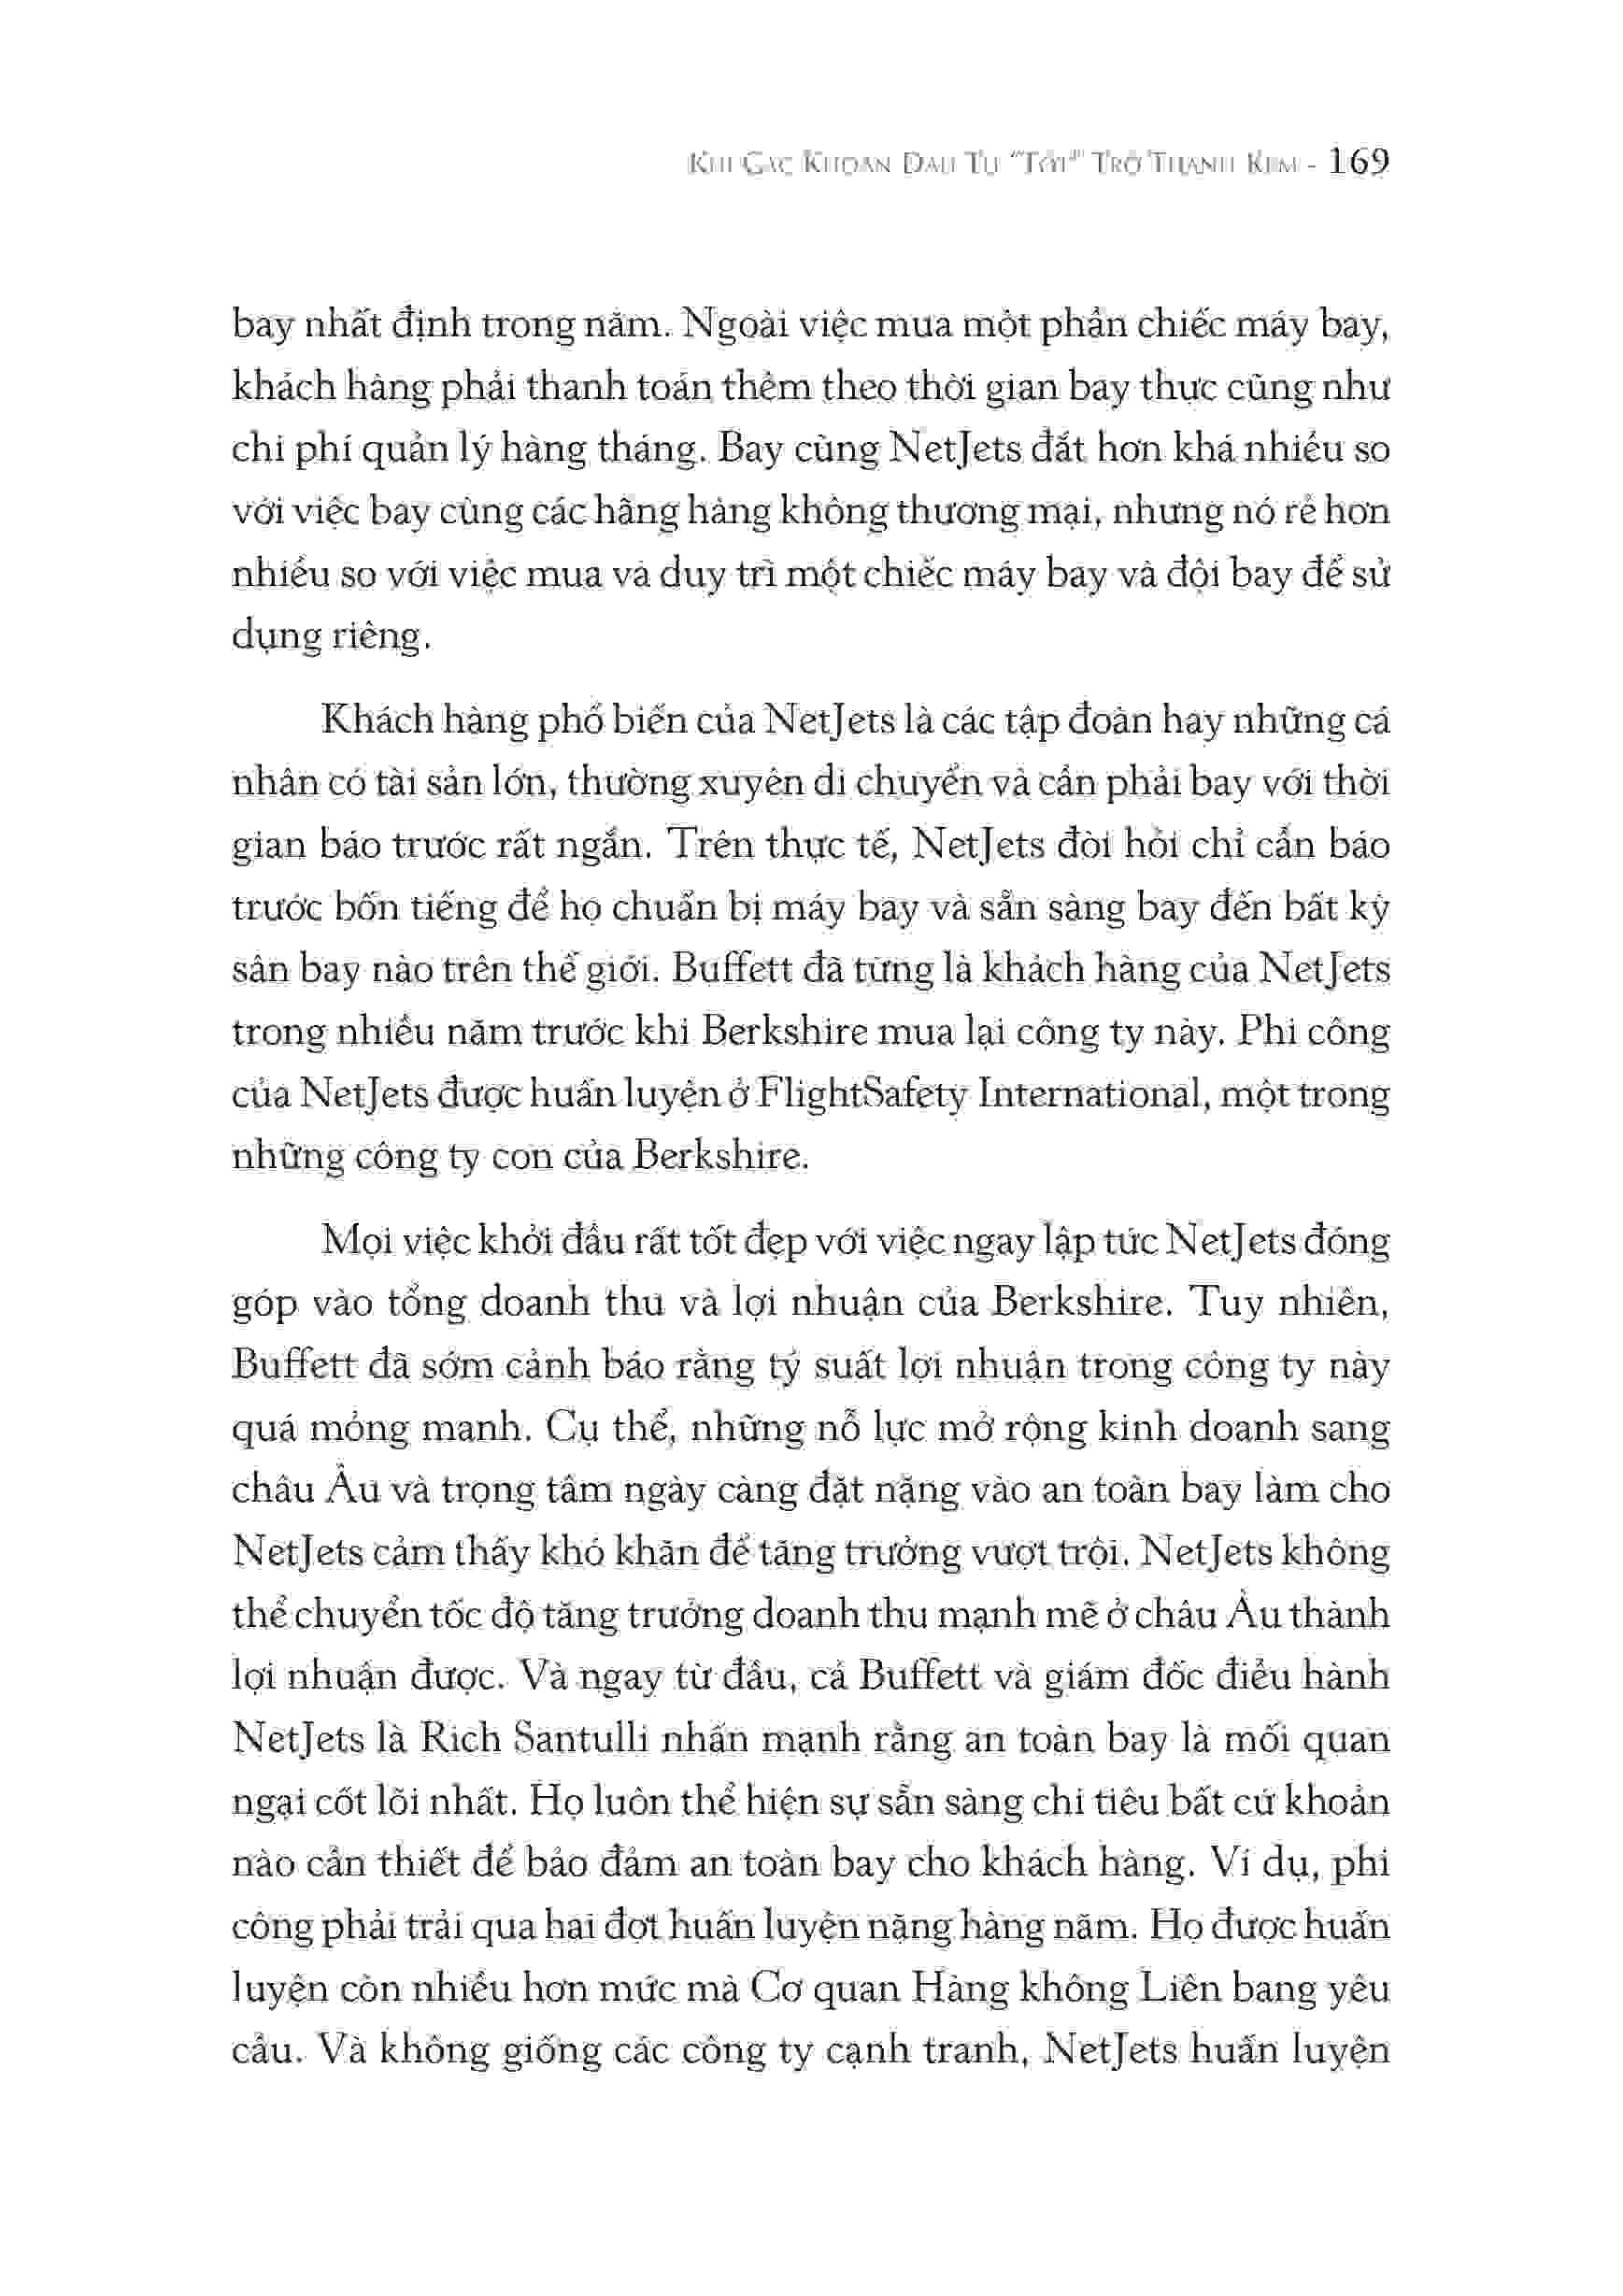 Khi Các Khoản Đầu Tư "Tốt" Trở Thành Kém - 169
bay nhất định trong năm. Ngoài việc mua một phần chiếc máy bay,
khách hàng phải thanh toán thêm theo thời gian bay thực cũng như
chi phí quản lý hàng tháng. Bay cùng NetJets đắt hơn khá nhiều so
với việc bay cùng các hãng hàng không thương mại, nhưng nó rẻ hơn
nhiều so với việc mua và duy trì một chiếc máy bay và đội bay để sử
dụng riêng.
Khách hàng phổ biến của NetJets là các tập đoàn hay những cá
nhân có tài sản lớn, thường xuyên di chuyển và cần phải bay với thời
gian báo trước rất ngắn. Trên thực tế, NetJets đòi hỏi chỉ cần báo
trước bốn tiếng để họ chuẩn bị máy bay và sẵn sàng bay đến bất kỳ
sân bay nào trên thế giới. Buffett đã từng là khách hàng của NetJets
trong nhiều năm trước khi Berkshire mua lại công ty này. Phi công
của NetJets được huấn luyện ở FlightSafety International, một trong
những công ty con của Berkshire.
Mọi việc khởi đầu rất tốt đẹp với việc ngay lập tức NetJets đóng
góp vào tổng doanh thu và lợi nhuận của Berkshire. Tuy nhiên,
Buffett đã sớm cảnh báo rằng tỷ suất lợi nhuận trong công ty này
quá mỏng manh. Cụ thể, những nỗ lực mở rộng kinh doanh sang
châu Âu và trọng tâm ngày càng đặt nặng vào an toàn bay làm cho
NetJets cảm thấy khó khăn để tăng trưởng vượt trội. NetJets không
thể chuyển tốc độ tăng trưởng doanh thu mạnh mẽ ở châu Âu thành
lợi nhuận được. Và ngay từ đầu, cả Buffett và giám đốc điều hành
NetJets là Rich Santulli nhấn mạnh rằng an toàn bay là mối quan
ngại cốt lõi nhất. Họ luôn thể hiện sự sẵn sàng chi tiêu bất cứ khoản
nào cần thiết để bảo đảm an toàn bay cho khách hàng. Ví dụ, phi
công phải trải qua hai đợt huấn luyện nặng hàng năm. Họ được huấn
luyện còn nhiều hơn mức mà Cơ quan Hàng không Liên bang yêu
cầu. Và không giống các công ty cạnh tranh, NetJets huấn luyện